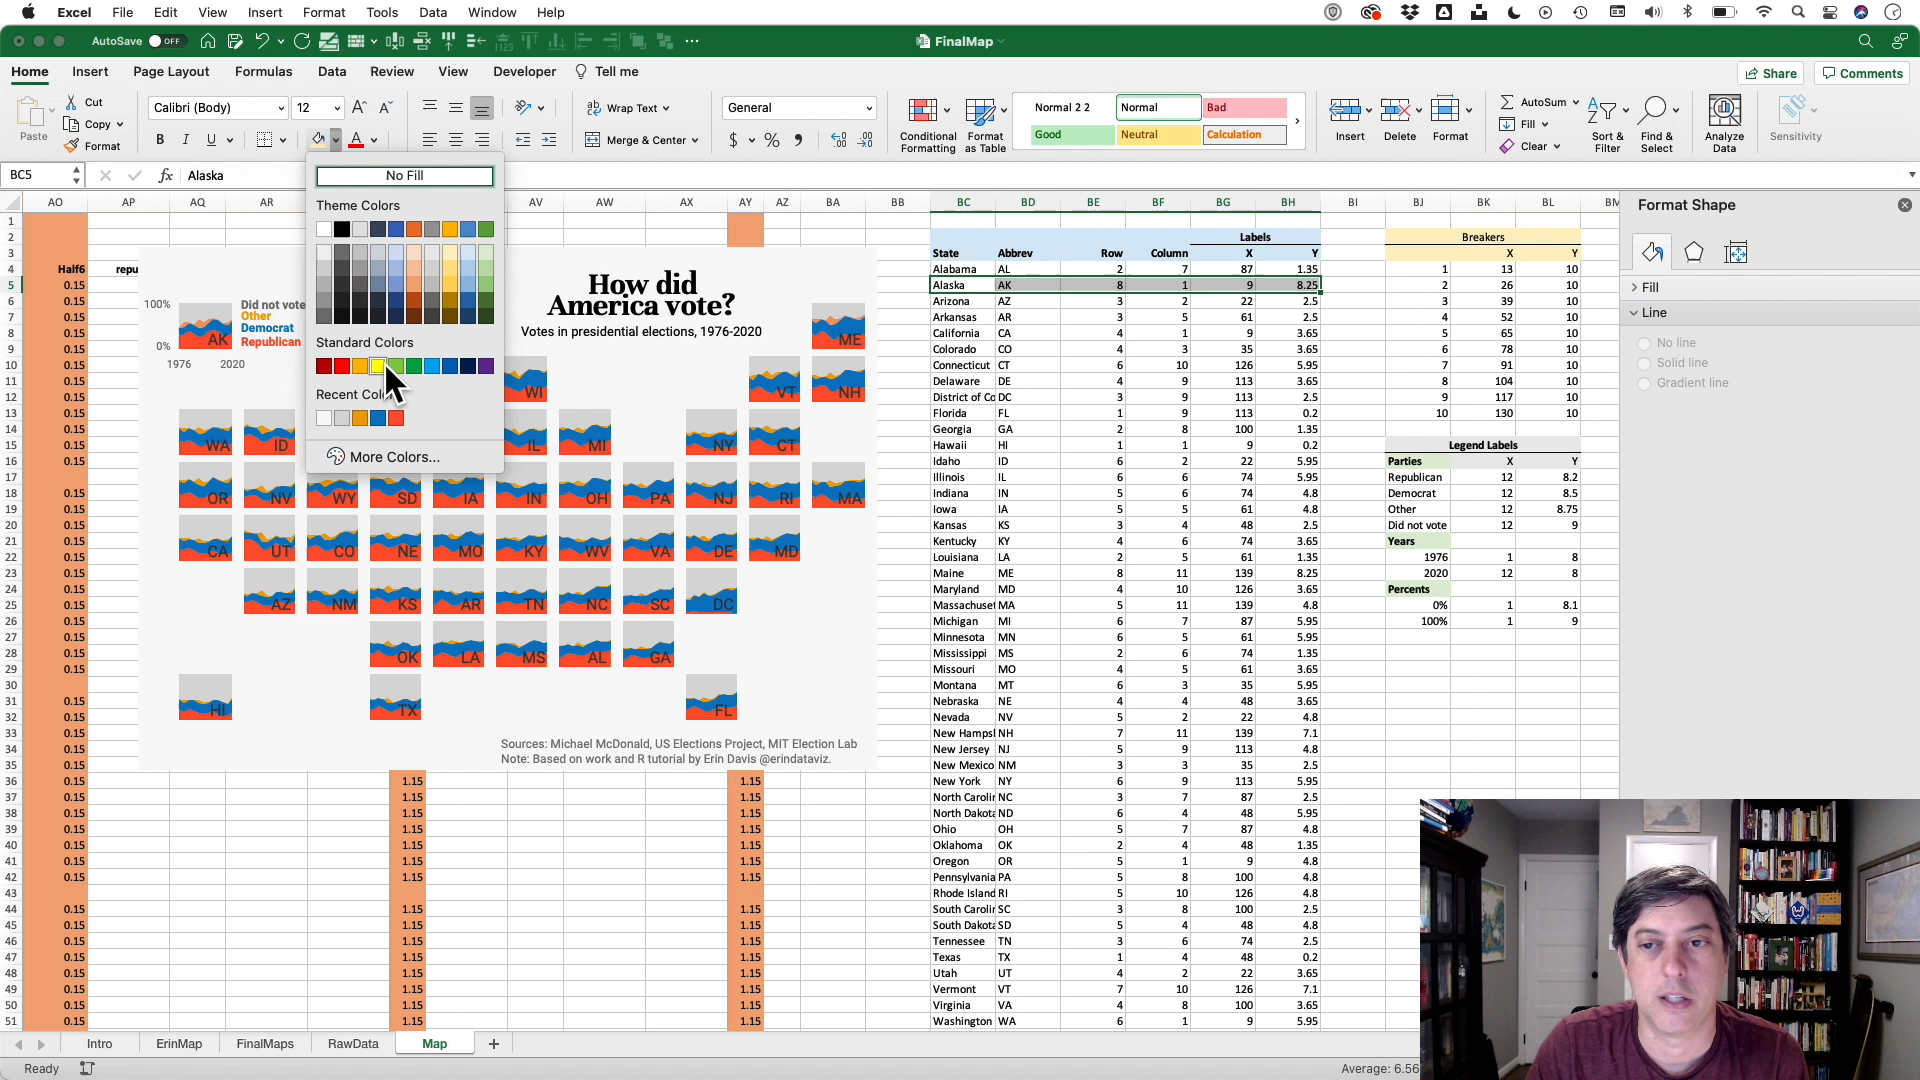 Excel File Edit View Insert Format Tools Data Window Help
AutoSave OFF FinalMap
Home Insert Page Layout Formulas Data Review View Developer Tell me Share Comments
Paste Cut Copy Format
Calibri (Body) 12
B I U A
Wrap Text
Merge & Center
General
$ %
Conditional Formatting
Format as Table
Normal 2 2 Normal Bad
Good Neutral Calculation
Insert Delete Format
AutoSum
Fill
Clear
Sort & Filter
Find & Select
Analyze Data
Sensitivity
BC5 fx Alaska
No Fill
Theme Colors
Standard Colors
More Colors...
AO AP AQ AR AV AW AX AY AZ BA BB BC BD BE BF BG BH BI BJ BK BL
Half6
How did
America vote?
Votes in presidential elections, 1976-2020
100%
0%
1976 2020
Did not vote
Other
Democrat
Republican
AK ME
WI VT NH
WA ID IL MI NY CT
OR NV WY SD IA IN OH PA NJ RI MA
CA UT CO NE MO KY WV VA DE MD
AZ NM KS AR TN NC SC DC
OK LA MS AL GA
HI TX FL
Sources: Michael McDonald, US Elections Project, MIT Election Lab
Note: Based on work and R tutorial by Erin Davis @erindataviz.
Labels
State Abbrev Row Column X Y
Alabama AL 2 7 87 1.35
Alaska AK 8 1 9 8.25
Arizona AZ 3 2 22 2.5
Arkansas AR 3 5 61 2.5
California CA 4 1 9 3.65
Colorado CO 4 3 35 3.65
Connecticut CT 6 10 126 5.95
Delaware DE 4 9 113 3.65
District of Co DC 3 9 113 2.5
Florida FL 1 9 113 0.2
Georgia GA 2 8 100 1.35
Hawaii HI 1 1 9 0.2
Idaho ID 6 2 22 5.95
Illinois IL 6 6 74 5.95
Indiana IN 5 6 74 4.8
Iowa IA 5 5 61 4.8
Kansas KS 3 4 48 2.5
Kentucky KY 4 6 74 3.65
Louisiana LA 2 5 61 1.35
Maine ME 8 11 139 8.25
Maryland MD 4 10 126 3.65
Massachuset MA 5 11 139 4.8
Michigan MI 6 7 87 5.95
Minnesota MN 6 5 61 5.95
Mississippi MS 2 6 74 1.35
Missouri MO 4 5 61 3.65
Montana MT 6 3 35 5.95
Nebraska NE 4 4 48 3.65
Nevada NV 5 2 22 4.8
New Hampsl NH 7 11 139 7.1
New Jersey NJ 5 9 113 4.8
New Mexico NM 3 3 35 2.5
New York NY 6 9 113 5.95
North Carolin NC 3 7 87 2.5
North Dakota ND 6 4 48 5.95
Ohio OH 5 7 87 4.8
Oklahoma OK 2 4 48 1.35
Oregon OR 5 1 9 4.8
Pennsylvania PA 5 8 100 4.8
Rhode Island RI 5 10 126 4.8
South Carolin SC 3 8 100 2.5
South Dakota SD 5 4 48 4.8
Tennessee TN 3 6 74 2.5
Texas TX 1 4 48 0.2
Utah UT 4 2 22 3.65
Vermont VT 7 10 126 7.1
Virginia VA 4 8 100 3.65
Washington WA 6 1 9 5.95
Breakers
X Y
1 13 10
2 26 10
3 39 10
4 52 10
5 65 10
6 78 10
7 91 10
8 104 10
9 117 10
10 130 10
Legend Labels
Parties X Y
Republican 12 8.2
Democrat 12 8.5
Other 12 8.75
Did not vote 12 9
Years
1976 1 8
2020 12 8
Percents
0% 1 8.1
100% 1 9
Format Shape
Fill
Line
No line
Solid line
Gradient line
Intro ErinMap FinalMaps RawData Map +
Ready
Average: 6.56